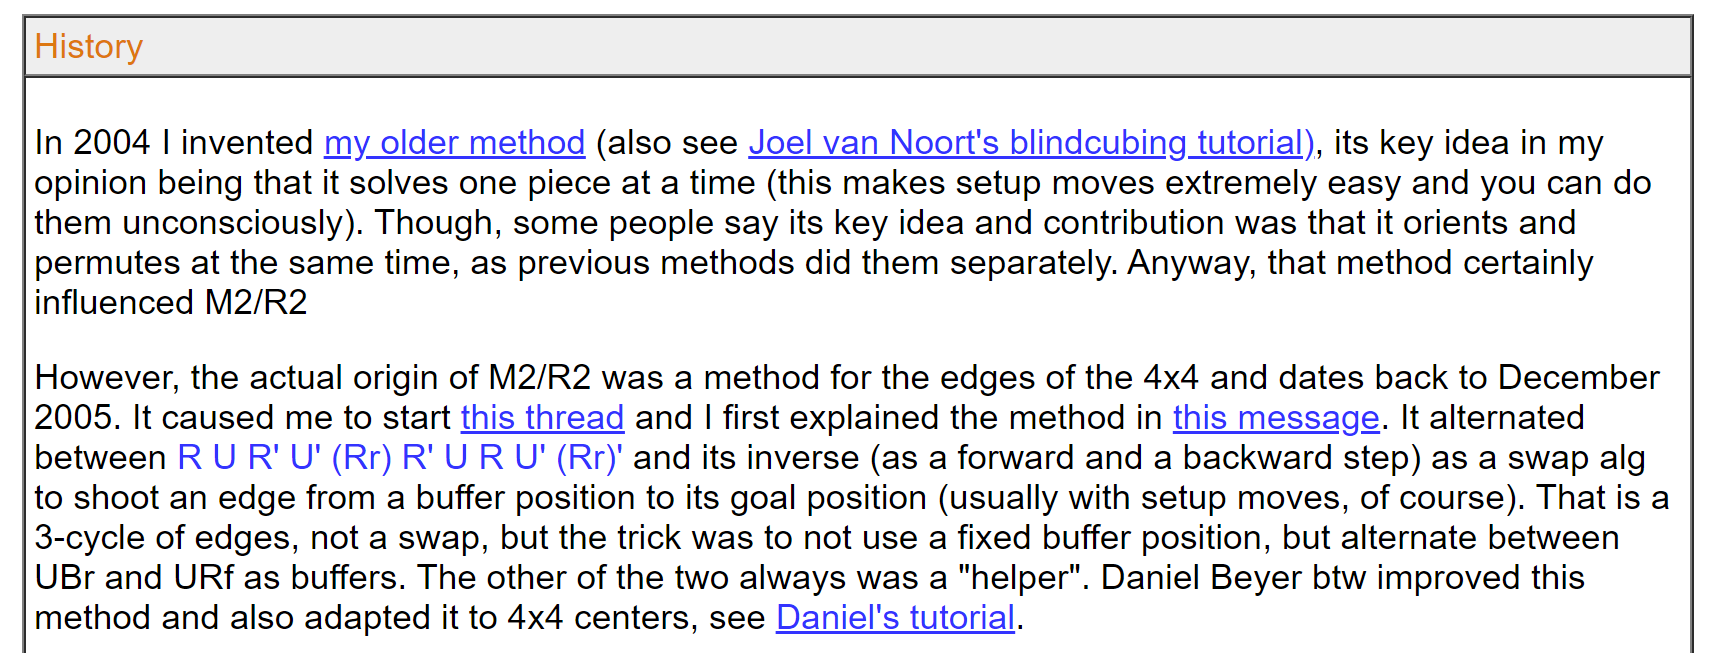 History
In 2004 I invented my older method (also see Joel van Noort's blindcubing tutorial), its key idea in my
opinion being that it solves one piece at a time (this makes setup moves extremely easy and you can do
them unconsciously). Though, some people say its key idea and contribution was that it orients and
permutes at the same time, as previous methods did them separately. Anyway, that method certainly
influenced M2/R2
However, the actual origin of M2/R2 was a method for the edges of the 4x4 and dates back to December
2005. It caused me to start this thread and I first explained the method in this message. It alternated
between R U R' U' (Rr) R' U R U' (Rr)' and its inverse (as a forward and a backward step) as a swap alg
to shoot an edge from a buffer position to its goal position (usually with setup moves, of course). That is a
3-cycle of edges, not a swap, but the trick was to not use a fixed buffer position, but alternate between
UBr and URf as buffers. The other of the two always was a "helper". Daniel Beyer btw improved this
method and also adapted it to 4x4 centers, see Daniel's tutorial.